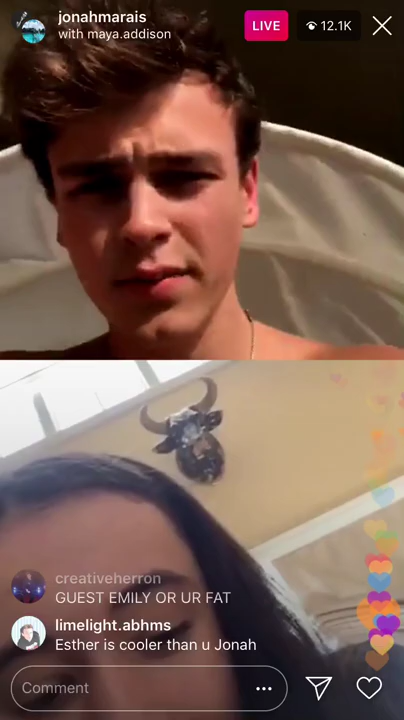 jonahmarais
with maya.addison
LIVE
12.1K
creativeherron
GUEST EMILY OR UR FAT
limelight.abhms
Esther is cooler than u Jonah
Comment